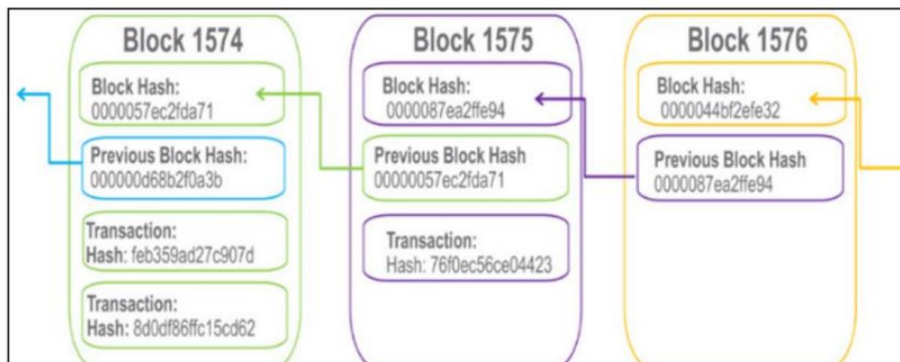 Block 1574
Block Hash:
0000057ec2fda71
Previous Block Hash:
000000d68b2f0a3b
Transaction:
Hash: feb359ad27c907d
Transaction:
Hash: 8d0df86ffc15cd62
Block 1575
Block Hash:
0000087ea2ffe94
Previous Block Hash
00000057ec2fda71
Transaction:
Hash: 76f0ec56ce04423
Block 1576
Block Hash:
0000044bf2efe32
Previous Block Hash
0000087ea2ffe94